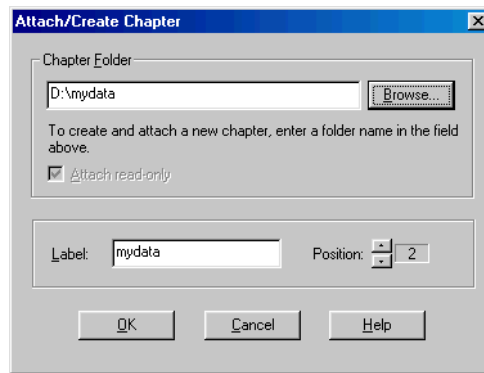 Attach/Create Chapter
Chapter Folder
D:\mydata
Browse...
To create and attach a new chapter, enter a folder name in the field
above.
Attach read-only
Label: mydata Position: 2
OK Cancel Help